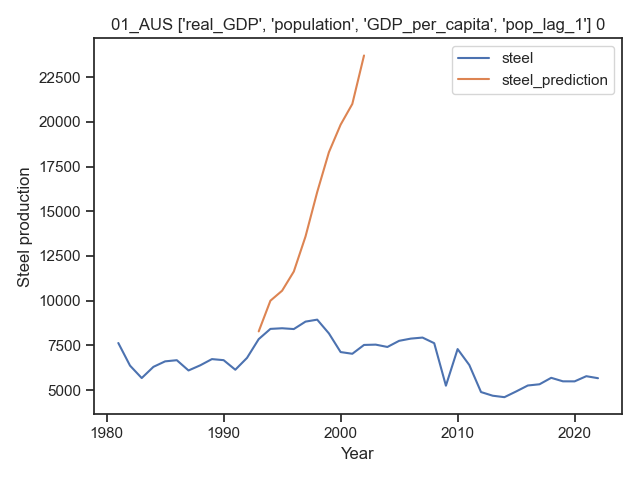 01_AUS ['real_GDP', 'population', 'GDP_per_capita', 'pop_lag_1'] 0
steel
steel_prediction
Steel production
22500
20000
17500
15000
12500
10000
7500
5000
1980 1990 2000 2010 2020
Year